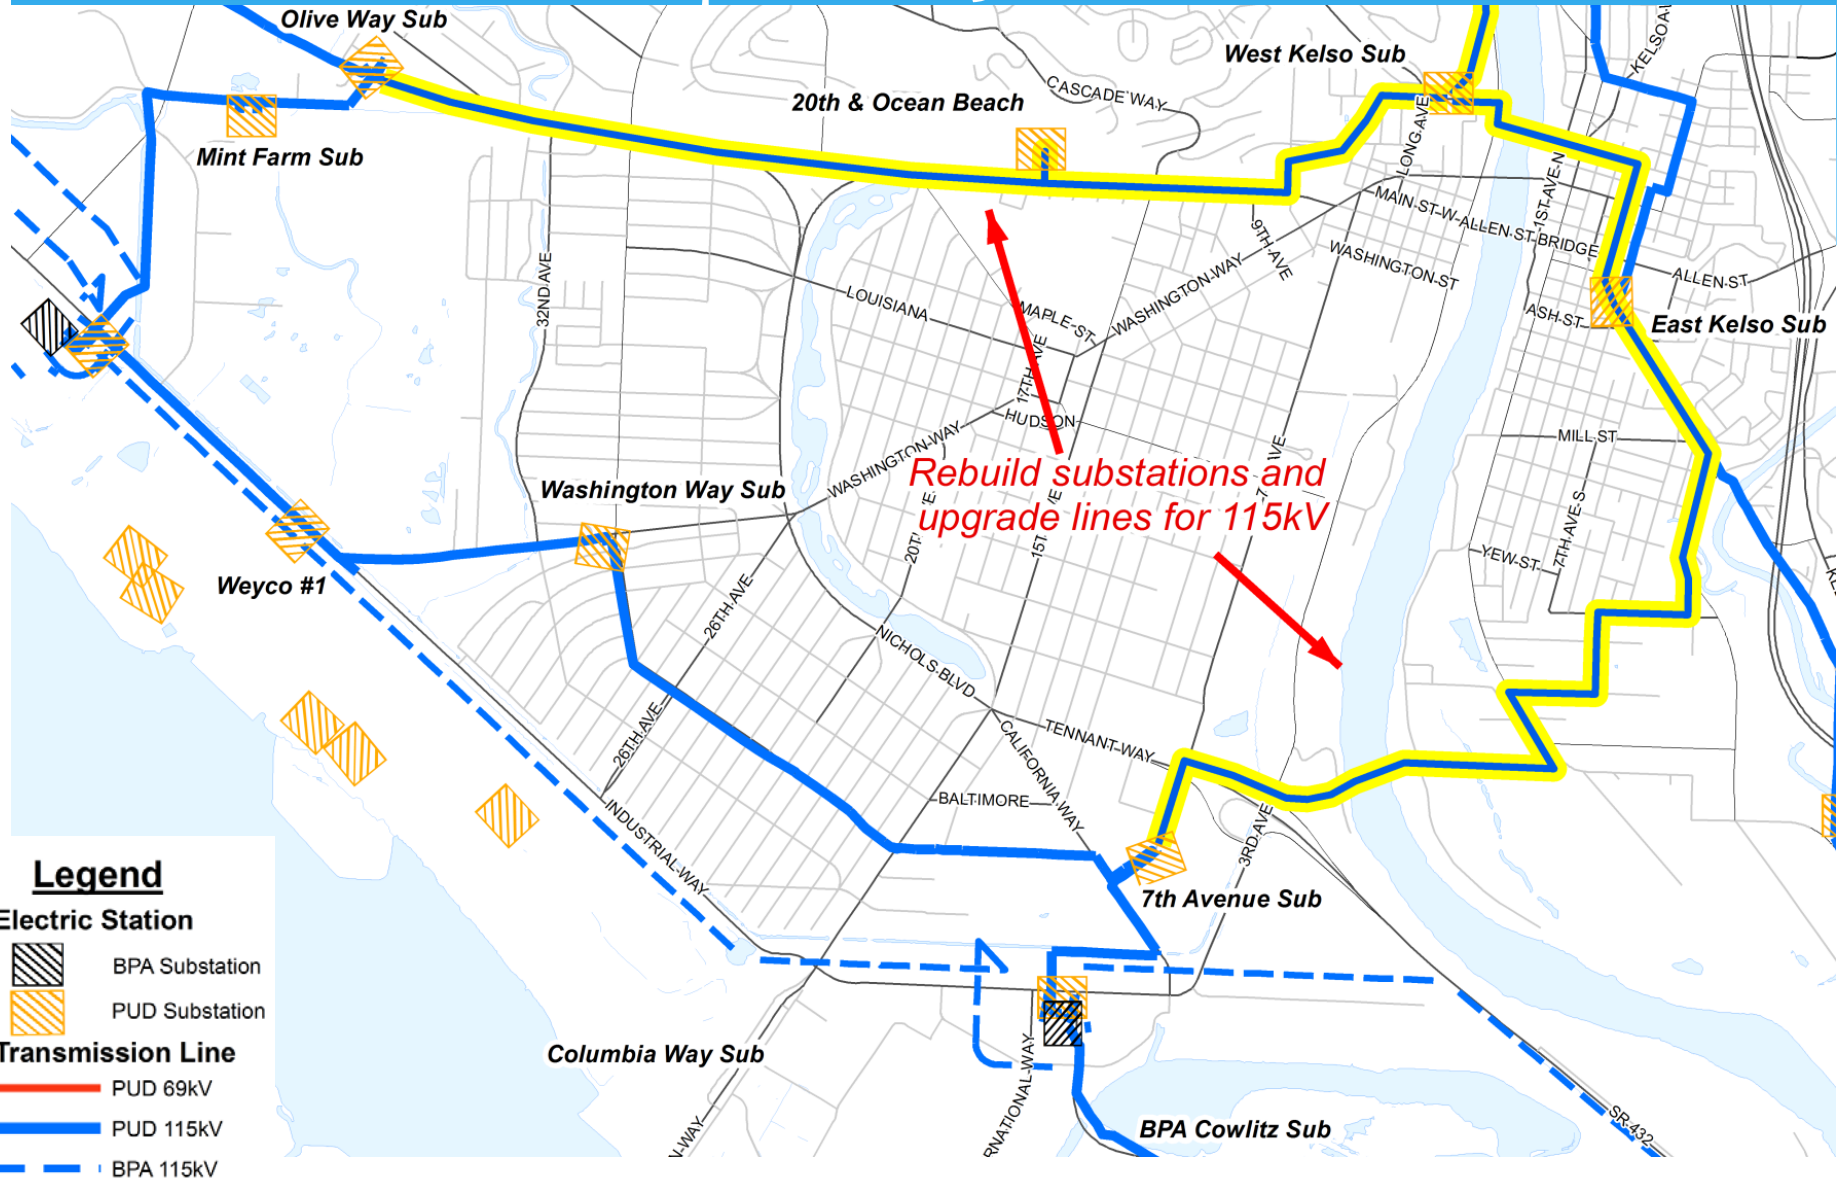 Olive Way Sub
West Kelso Sub
CASCADE WAY
20th & Ocean Beach
Mint Farm Sub
LONG AVE
1ST-AVE-N
MAIN-ST-W-ALLEN-ST-BRIDGE
9TH-AVE
WASHINGTON-ST
ALLEN-ST
32ND AVE
LOUISIANA
MAPLE-ST
WASHINGTON-WAY
ASH-ST
East Kelso Sub
17TH AVE
HUDSON
MILL ST
WASHINGTON-WAY
Rebuild substations and
upgrade lines for 115kV
Washington Way Sub
7TH-AVE-S
YEW-ST
Weyco #1
26TH AVE
NICHOLS-BLVD
26TH AVE
TENNANT-WAY
CALIFORNIA-WAY
BALTIMORE
INDUSTRIAL-WAY
3RD-AVE
7th Avenue Sub
Columbia Way Sub
BPA Cowlitz Sub
SR-432
Legend
Electric Station
BPA Substation
PUD Substation
Transmission Line
PUD 69kV
PUD 115kV
BPA 115kV